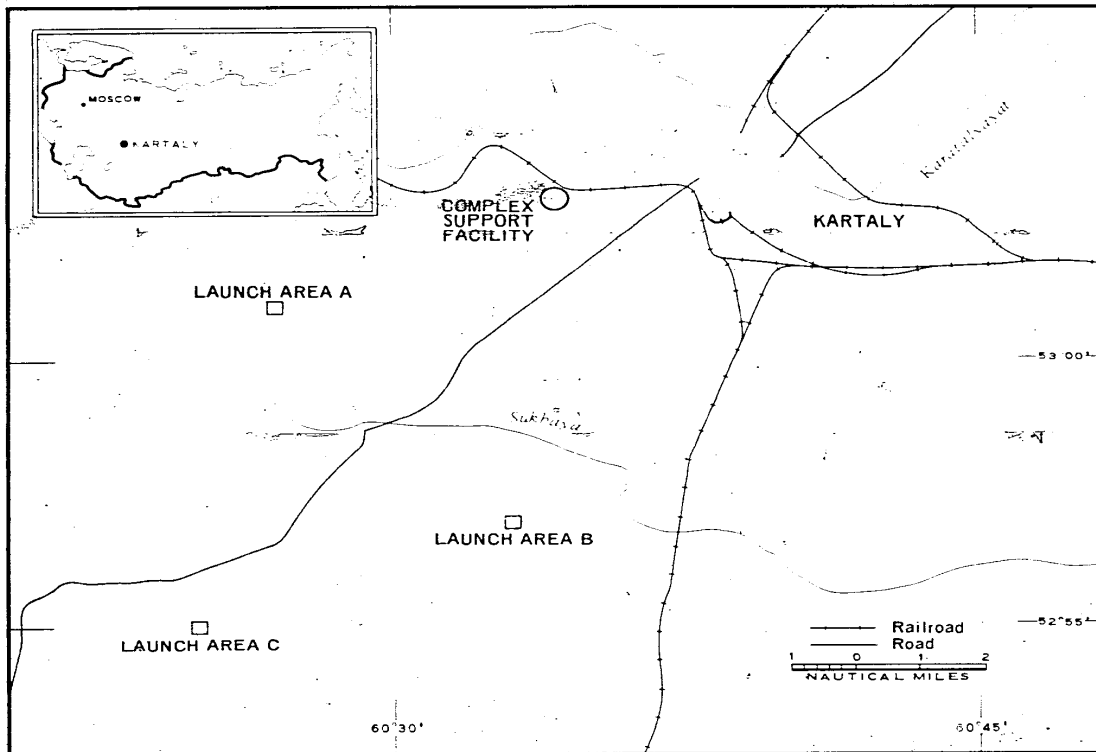 MOSCOW
KARTALY
COMPLEX
SUPPORT
FACILITY
KARTALY
LAUNCH AREA A
53°00'
Sukhaya
LAUNCH AREA B
52°55'
LAUNCH AREA C
Railroad
Road
1 0 1 2
NAUTICAL MILES
60°30'
60°45'